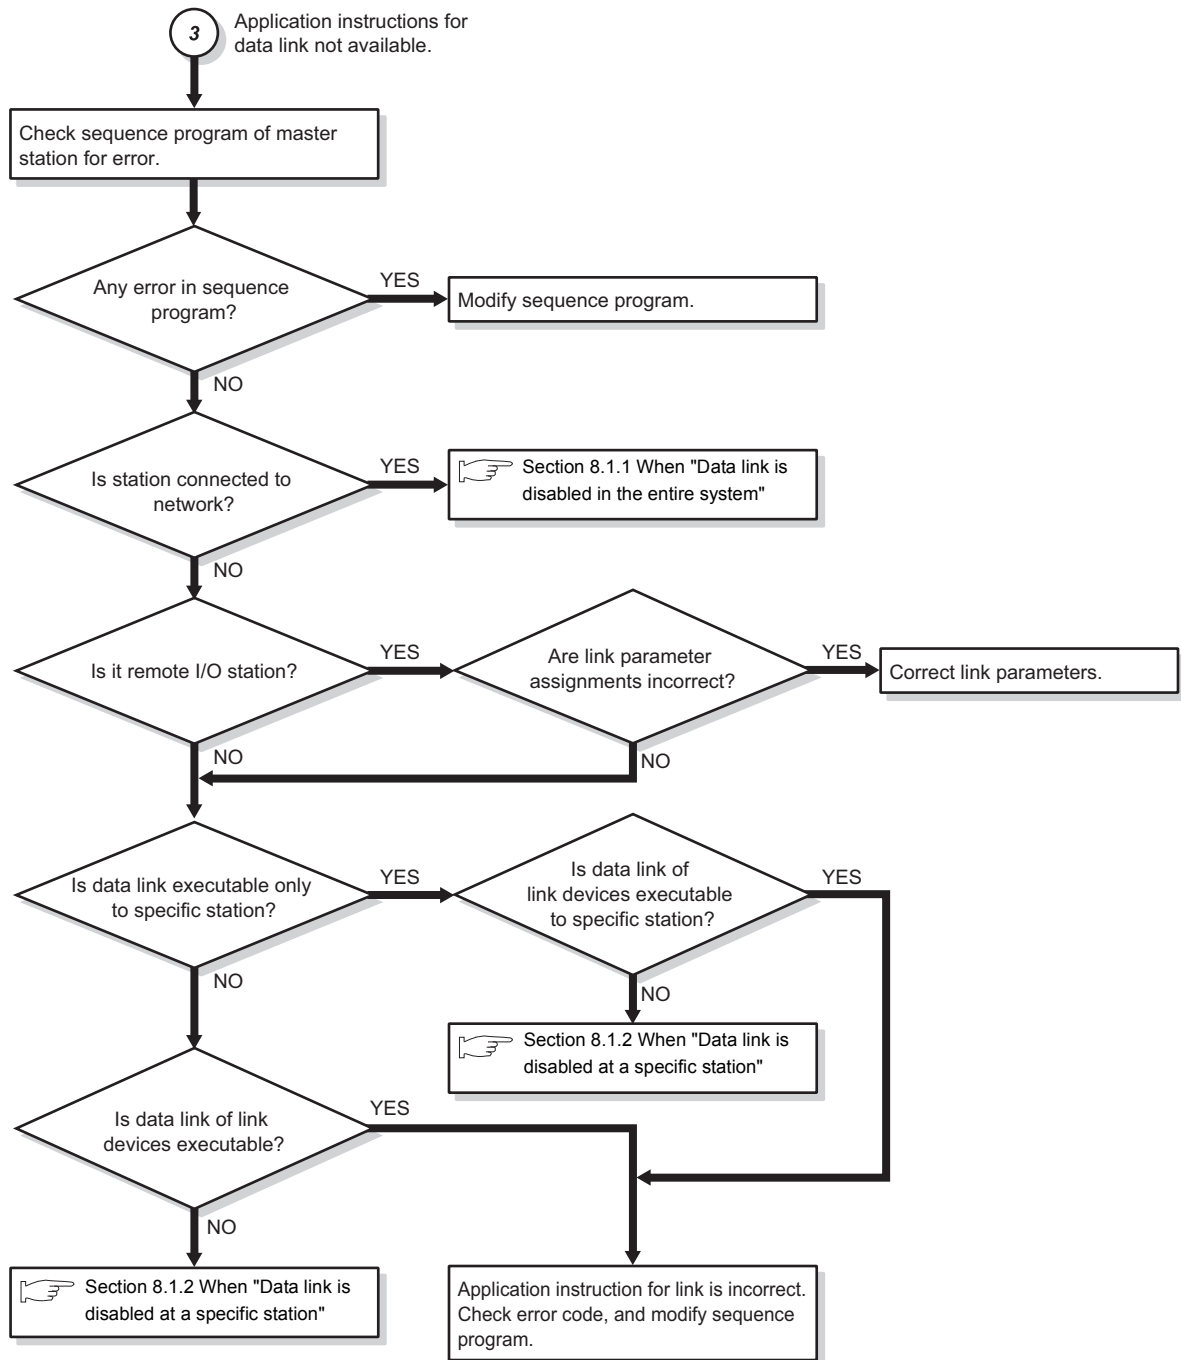 3
Application instructions for
data link not available.
Check sequence program of master
station for error.
Any error in sequence
program?
YES
Modify sequence program.
NO
Is station connected to
network?
YES
Section 8.1.1 When "Data link is
disabled in the entire system"
NO
Is it remote I/O station?
YES
Are link parameter
assignments incorrect?
YES
Correct link parameters.
NO
NO
Is data link executable only
to specific station?
YES
Is data link of
link devices executable
to specific station?
YES
NO
NO
Section 8.1.2 When "Data link is
disabled at a specific station"
Is data link of link
devices executable?
YES
NO
Section 8.1.2 When "Data link is
disabled at a specific station"
Application instruction for link is incorrect.
Check error code, and modify sequence
program.